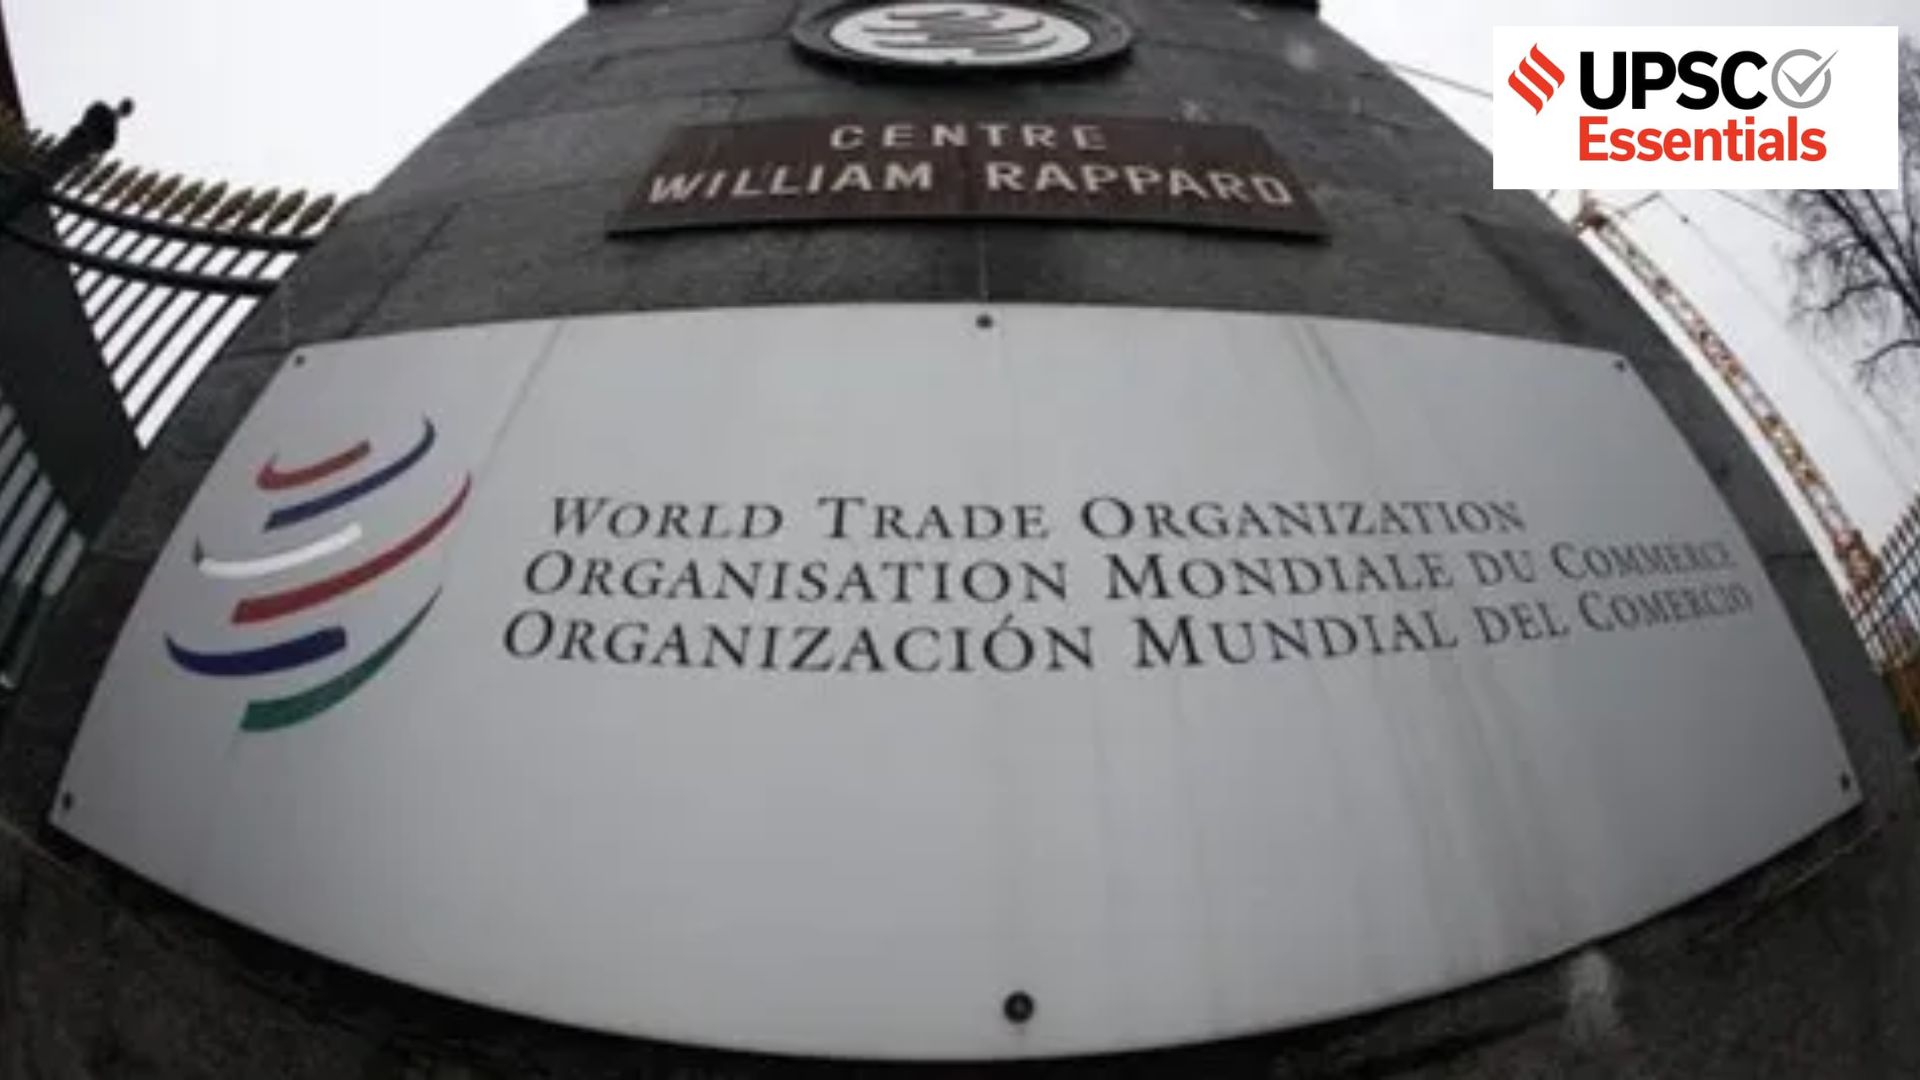 UPSC
Essentials
CENTRE
WILLIAM RAPPARD
WORLD TRADE ORGANIZATION
ORGANISATION MONDIALE DU COMMERCE
ORGANIZACIÓN MUNDIAL DEL COMERCIO